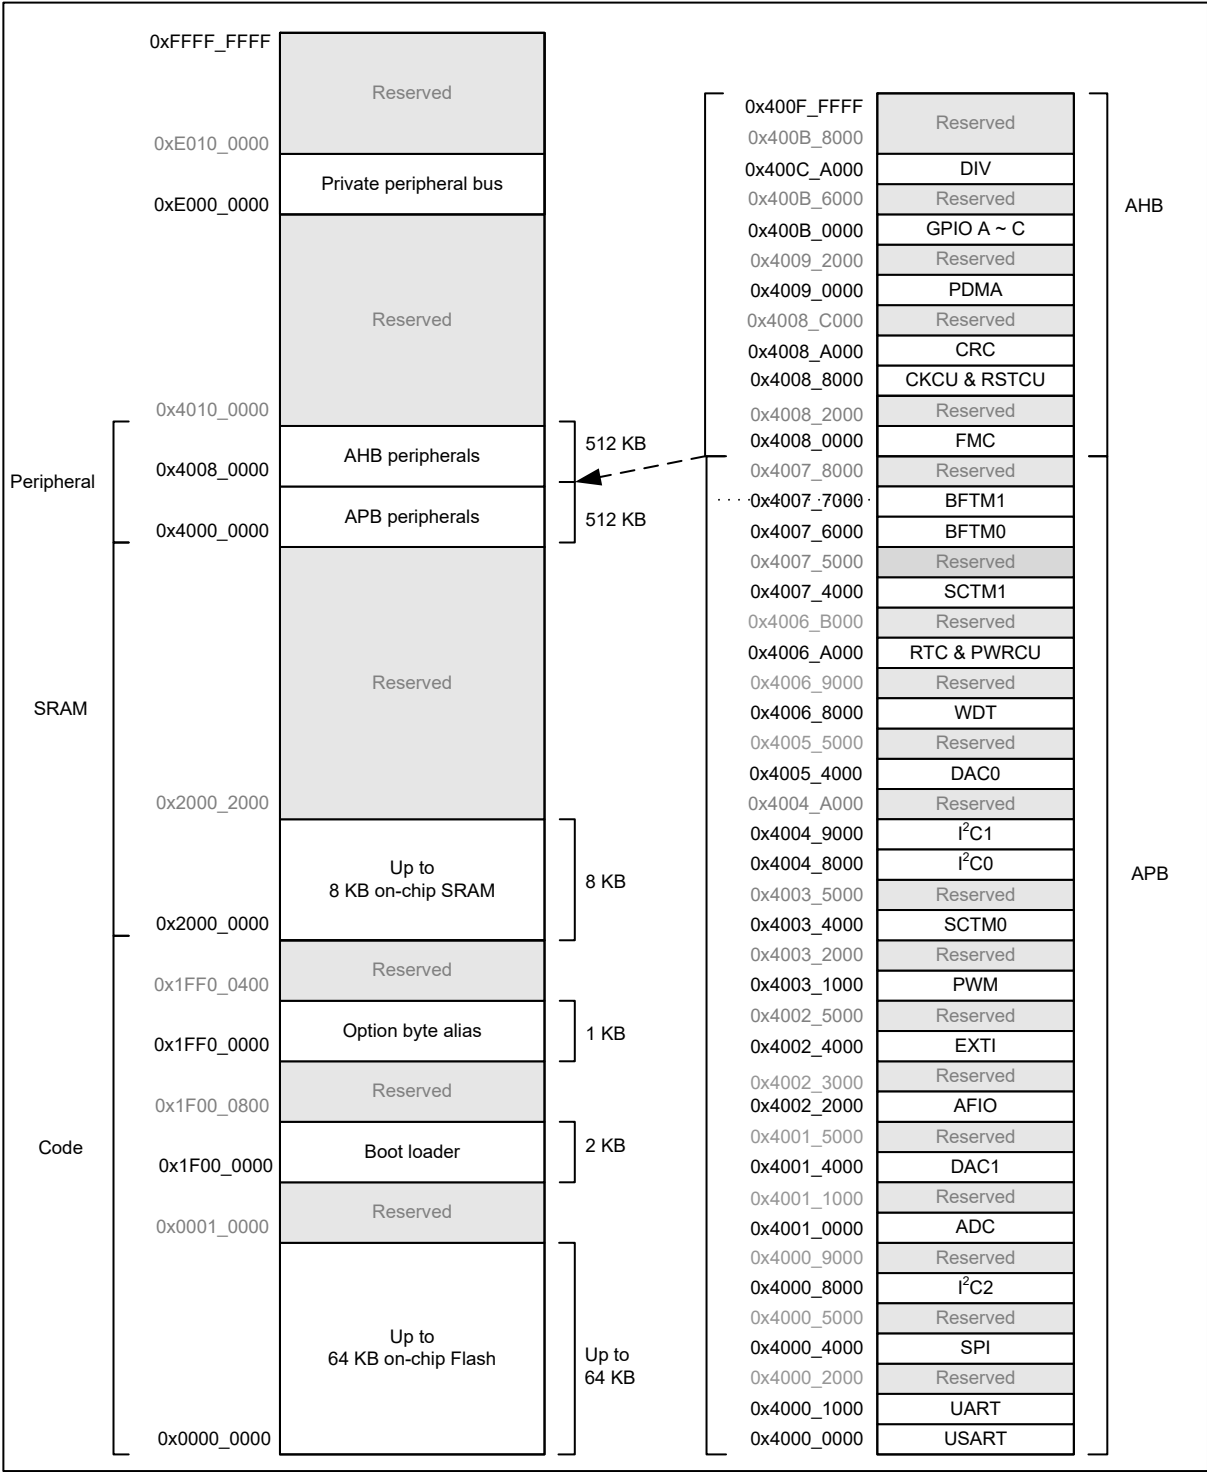 0xFFFF_FFFF
Reserved
0xE010_0000
Private peripheral bus
0xE000_0000
Reserved
0x4010_0000
Peripheral
AHB peripherals
512 KB
0x4008_0000
APB peripherals
512 KB
0x4000_0000
SRAM
Reserved
0x2000_2000
Up to
8 KB on-chip SRAM
8 KB
0x2000_0000
Reserved
0x1FF0_0400
Option byte alias
1 KB
0x1FF0_0000
Reserved
0x1F00_0800
Code
Boot loader
2 KB
0x1F00_0000
Reserved
0x0001_0000
Up to
64 KB on-chip Flash
Up to
64 KB
0x0000_0000
0x400F_FFFF
Reserved
0x400B_8000
0x400C_A000 DIV
0x400B_6000 Reserved
AHB
0x400B_0000 GPIO A ~ C
0x4009_2000 Reserved
0x4009_0000 PDMA
0x4008_C000 Reserved
0x4008_A000 CRC
0x4008_8000 CKCU & RSTCU
0x4008_2000 Reserved
0x4008_0000 FMC
0x4007_8000 Reserved
0x4007_7000 BFTM1
0x4007_6000 BFTM0
0x4007_5000 Reserved
0x4007_4000 SCTM1
0x4006_B000 Reserved
0x4006_A000 RTC & PWRCU
0x4006_9000 Reserved
0x4006_8000 WDT
0x4005_5000 Reserved
0x4005_4000 DAC0
0x4004_A000 Reserved
0x4004_9000 I²C1
0x4004_8000 I²C0
APB
0x4003_5000 Reserved
0x4003_4000 SCTM0
0x4003_2000 Reserved
0x4003_1000 PWM
0x4002_5000 Reserved
0x4002_4000 EXTI
0x4002_3000 Reserved
0x4002_2000 AFIO
0x4001_5000 Reserved
0x4001_4000 DAC1
0x4001_1000 Reserved
0x4001_0000 ADC
0x4000_9000 Reserved
0x4000_8000 I²C2
0x4000_5000 Reserved
0x4000_4000 SPI
0x4000_2000 Reserved
0x4000_1000 UART
0x4000_0000 USART